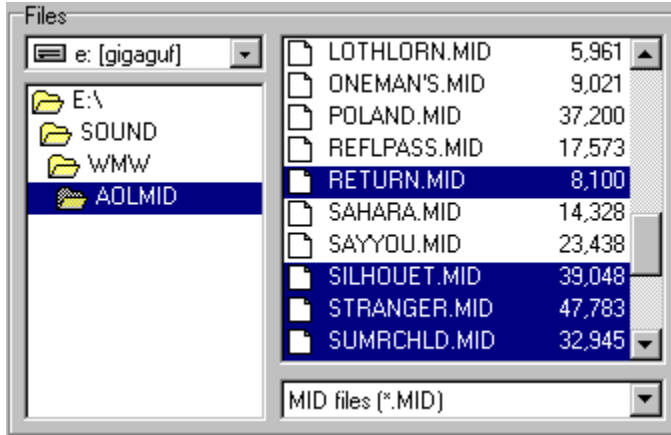 Files
e: [gigaguf]
E:\
SOUND
WMW
AOLMID
LOTHLORN.MID 5,961
ONEMAN'S.MID 9,021
POLAND.MID 37,200
REFLPASS.MID 17,573
RETURN.MID 8,100
SAHARA.MID 14,328
SAYYOU.MID 23,438
SILHOUET.MID 39,048
STRANGER.MID 47,783
SUMRCHLD.MID 32,945
MID files (*.MID)